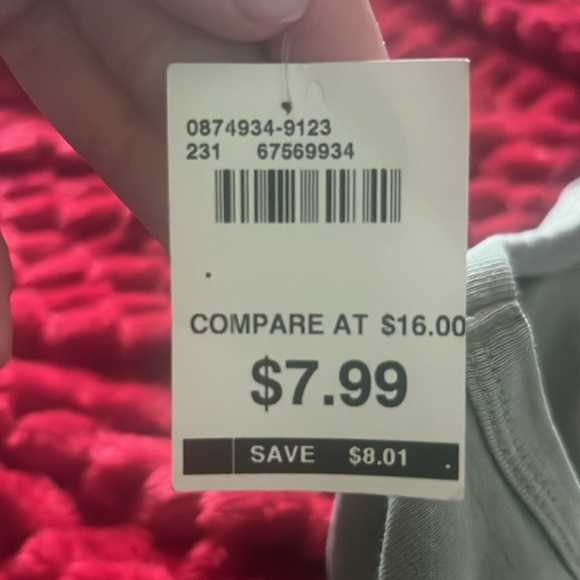 0874934-9123
231 67569934
COMPARE AT $16.00
$7.99
SAVE $8.01